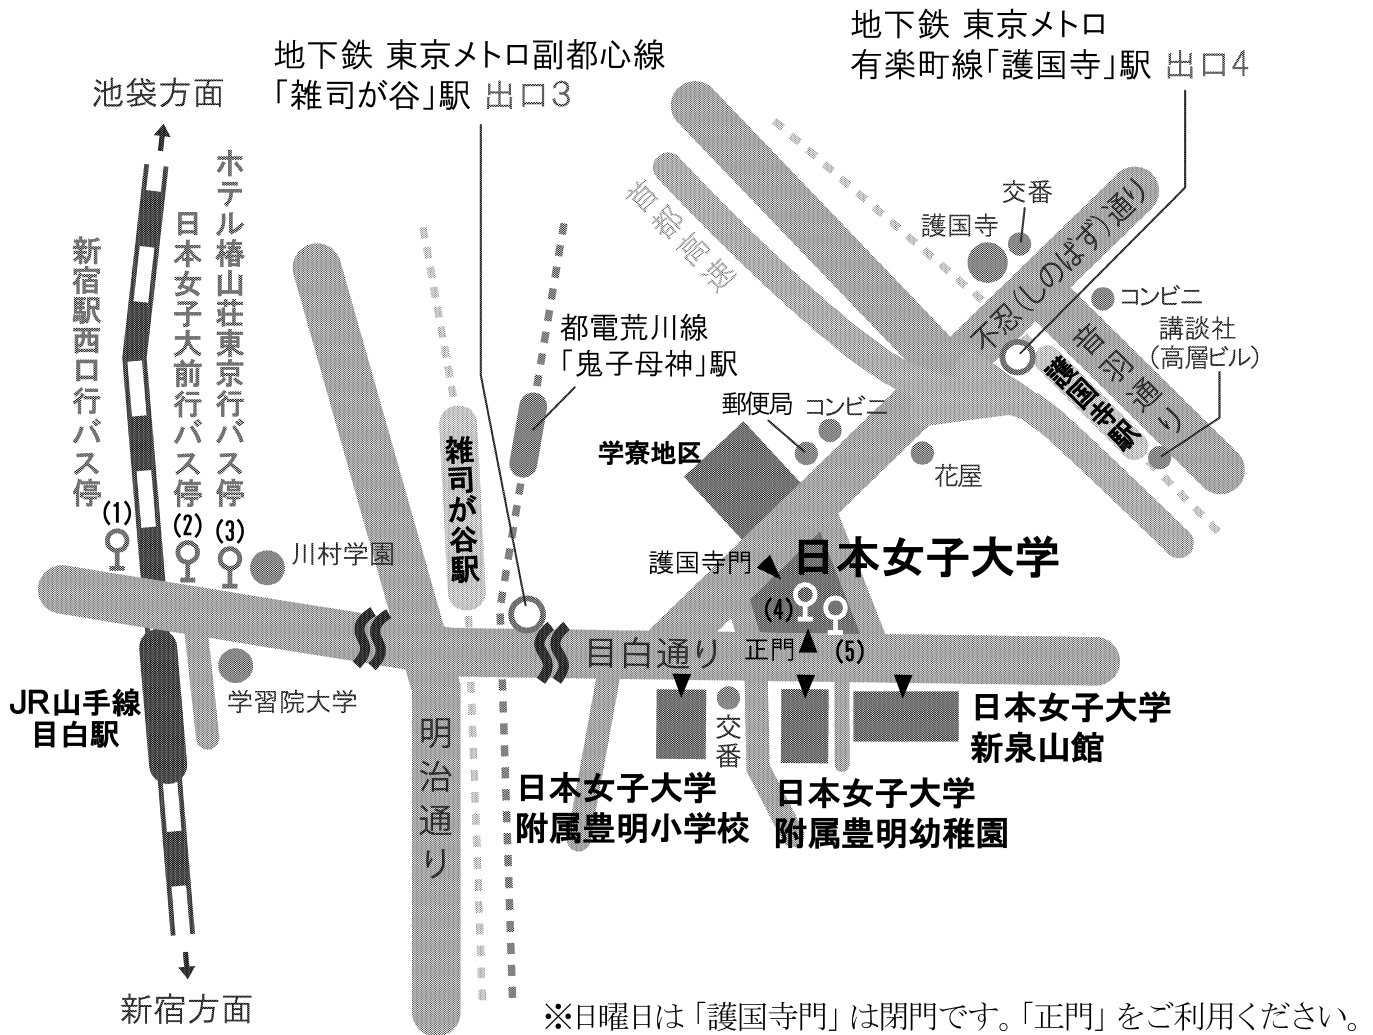 地下鉄 東京メトロ副都心線
「雑司が谷」駅 出口3
地下鉄 東京メトロ
有楽町線「護国寺」駅 出口4
池袋方面
新宿駅西口行バス停
日本女子大前行バス停
ホテル椿山荘東京行バス停
(1)
(2)
(3)
川村学園
都電荒川線
「鬼子母神」駅
雑司が谷駅
首都高速
護国寺
交番
不忍(しのばず)通り
コンビニ
講談社
(高層ビル)
音羽通り
護国寺駅
郵便局
コンビニ
学寮地区
花屋
護国寺門
日本女子大学
(4)
(5)
正門
目白通り
JR山手線
目白駅
学習院大学
明治通り
交番
日本女子大学
附属豊明小学校
日本女子大学
附属豊明幼稚園
日本女子大学
新泉山館
新宿方面
※日曜日は「護国寺門」は閉門です。「正門」をご利用ください。